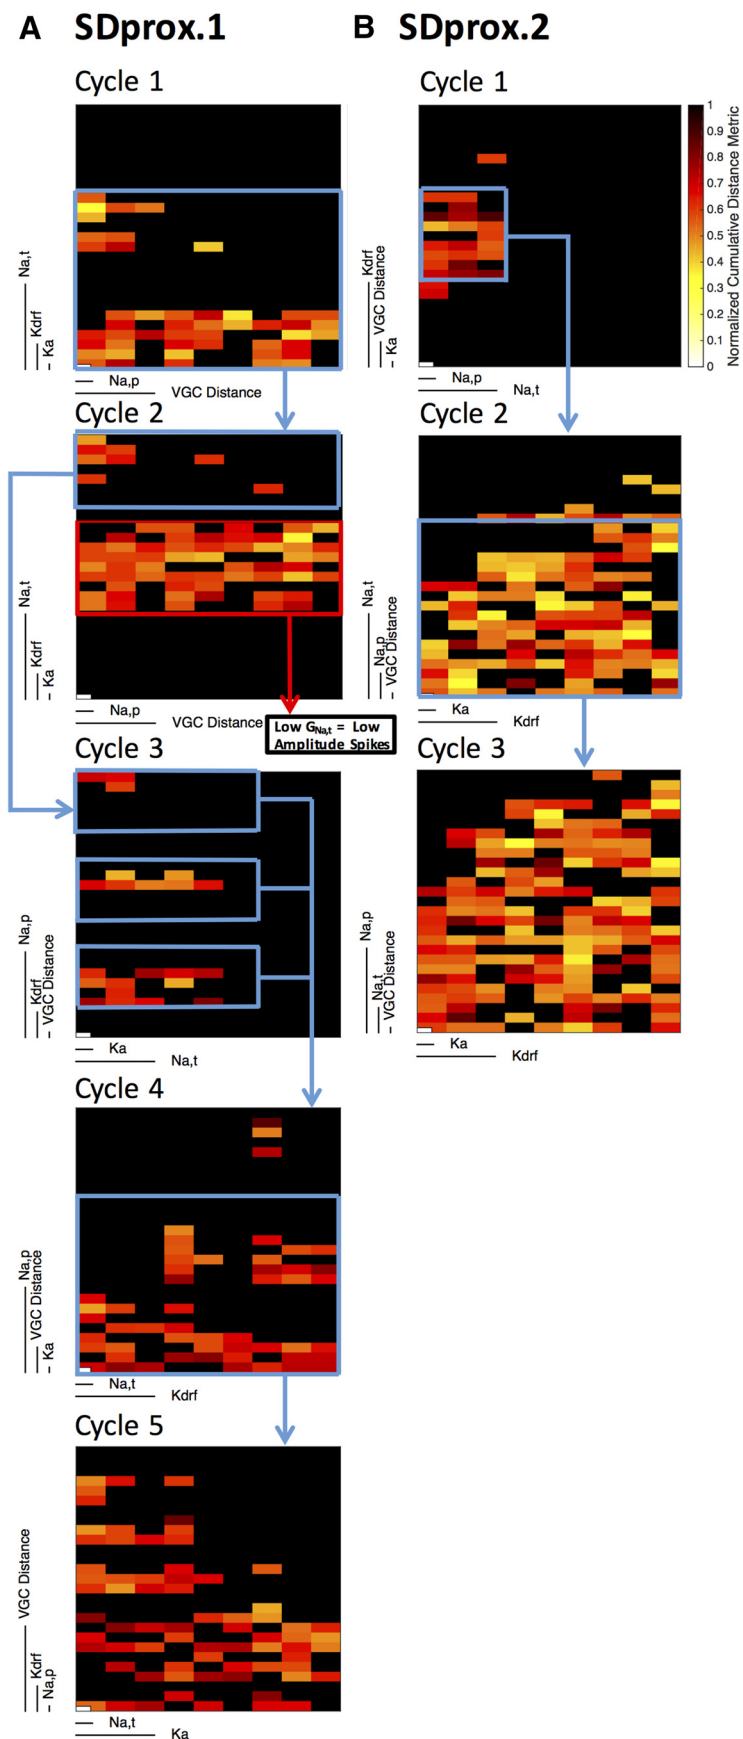 A SDprox.1
B SDprox.2
Cycle 1
Na,t
Kdrf
Ka
Na,p
VGC Distance
Cycle 2
Na,t
Kdrf
Ka
Na,p
VGC Distance
Low GNa,t = Low
Amplitude Spikes
Cycle 3
Na,p
Kdrf
VGC Distance
Ka
Na,t
Cycle 4
Na,p
VGC Distance
Ka
Na,t
Kdrf
Cycle 5
VGC Distance
Kdrf
Na,p
Na,t
Ka
Cycle 1
Kdrf
VGC Distance
Ka
Na,p
Na,t
1
0.9
0.8
0.7
0.6
0.5
0.4
0.3
0.2
0.1
0
Normalized Cumulative Distance Metric
Cycle 2
Na,t
Na,p
VGC Distance
Ka
Kdrf
Cycle 3
Na,p
Na,t
VGC Distance
Ka
Kdrf